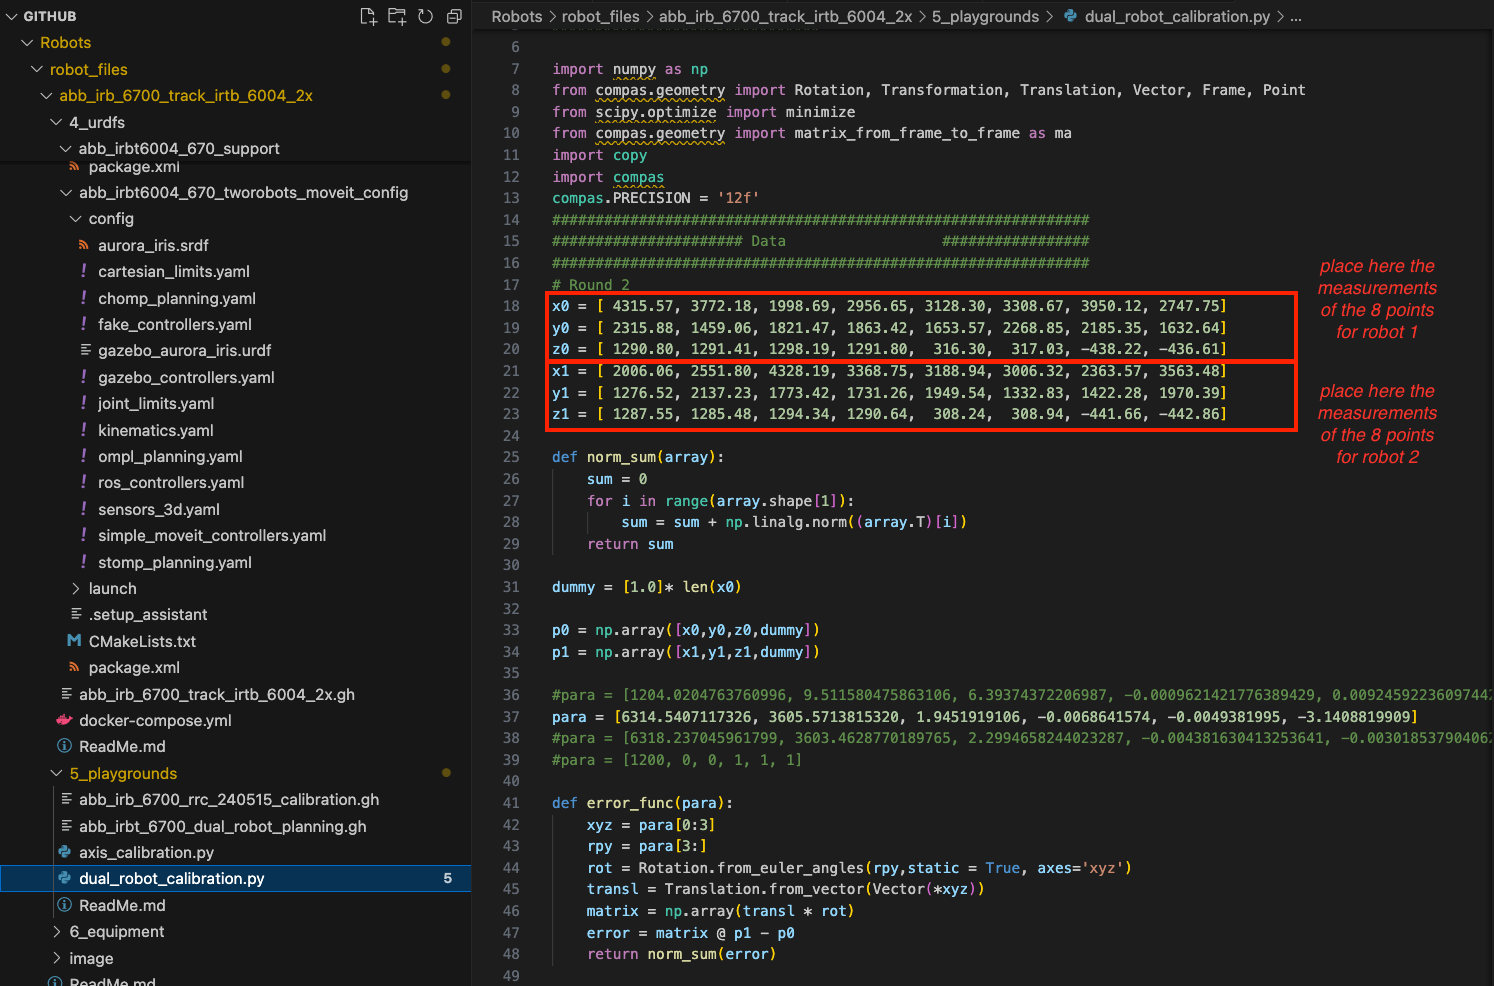 GITHUB
Robots
robot_files
abb_irb_6700_track_irtb_6004_2x
4_urdfs
abb_irbt6004_670_support
package.xml
abb_irbt6004_670_tworobots_moveit_config
config
aurora_iris.srdf
! cartesian_limits.yaml
! chomp_planning.yaml
! fake_controllers.yaml
gazebo_aurora_iris.urdf
! gazebo_controllers.yaml
! joint_limits.yaml
! kinematics.yaml
! ompl_planning.yaml
! ros_controllers.yaml
! sensors_3d.yaml
! simple_moveit_controllers.yaml
! stomp_planning.yaml
launch
.setup_assistant
M CMakeLists.txt
package.xml
abb_irb_6700_track_irtb_6004_2x.gh
docker-compose.yml
ReadMe.md
5_playgrounds
abb_irb_6700_rrc_240515_calibration.gh
abb_irbt_6700_dual_robot_planning.gh
axis_calibration.py
dual_robot_calibration.py 5
ReadMe.md
6_equipment
image
ReadMe.md
Robots > robot_files > abb_irb_6700_track_irtb_6004_2x > 5_playgrounds > dual_robot_calibration.py > ...
6
7 import numpy as np
8 from compas.geometry import Rotation, Transformation, Translation, Vector, Frame, Point
9 from scipy.optimize import minimize
10 from compas.geometry import matrix_from_frame_to_frame as ma
11 import copy
12 import compas
13 compas.PRECISION = '12f'
14 ##############################################################
15 ###################### Data #################
16 ##############################################################
17 # Round 2
18 x0 = [ 4315.57, 3772.18, 1998.69, 2956.65, 3128.30, 3308.67, 3950.12, 2747.75]
19 y0 = [ 2315.88, 1459.06, 1821.47, 1863.42, 1653.57, 2268.85, 2185.35, 1632.64]
20 z0 = [ 1290.80, 1291.41, 1298.19, 1291.80, 316.30, 317.03, -438.22, -436.61]
21 x1 = [ 2006.06, 2551.80, 4328.19, 3368.75, 3188.94, 3006.32, 2363.57, 3563.48]
22 y1 = [ 1276.52, 2137.23, 1773.42, 1731.26, 1949.54, 1332.83, 1422.28, 1970.39]
23 z1 = [ 1287.55, 1285.48, 1294.34, 1290.64, 308.24, 308.94, -441.66, -442.86]
24
25 def norm_sum(array):
26 sum = 0
27 for i in range(array.shape[1]):
28 sum = sum + np.linalg.norm((array.T)[i])
29 return sum
30
31 dummy = [1.0]* len(x0)
32
33 p0 = np.array([x0,y0,z0,dummy])
34 p1 = np.array([x1,y1,z1,dummy])
35
36 #para = [1204.0204763760996, 9.511580475863106, 6.39374372206987, -0.0009621421776389429, 0.00924592236097442
37 para = [6314.5407117326, 3605.5713815320, 1.9451919106, -0.0068641574, -0.0049381995, -3.1408819909]
38 #para = [6318.237045961799, 3603.4628770189765, 2.2994658244023287, -0.004381630413253641, -0.003018537904062
39 #para = [1200, 0, 0, 1, 1, 1]
40
41 def error_func(para):
42 xyz = para[0:3]
43 rpy = para[3:]
44 rot = Rotation.from_euler_angles(rpy,static = True, axes='xyz')
45 transl = Translation.from_vector(Vector(*xyz))
46 matrix = np.array(transl * rot)
47 error = matrix @ p1 - p0
48 return norm_sum(error)
49
place here the
measurements
of the 8 points
for robot 1
place here the
measurements
of the 8 points
for robot 2